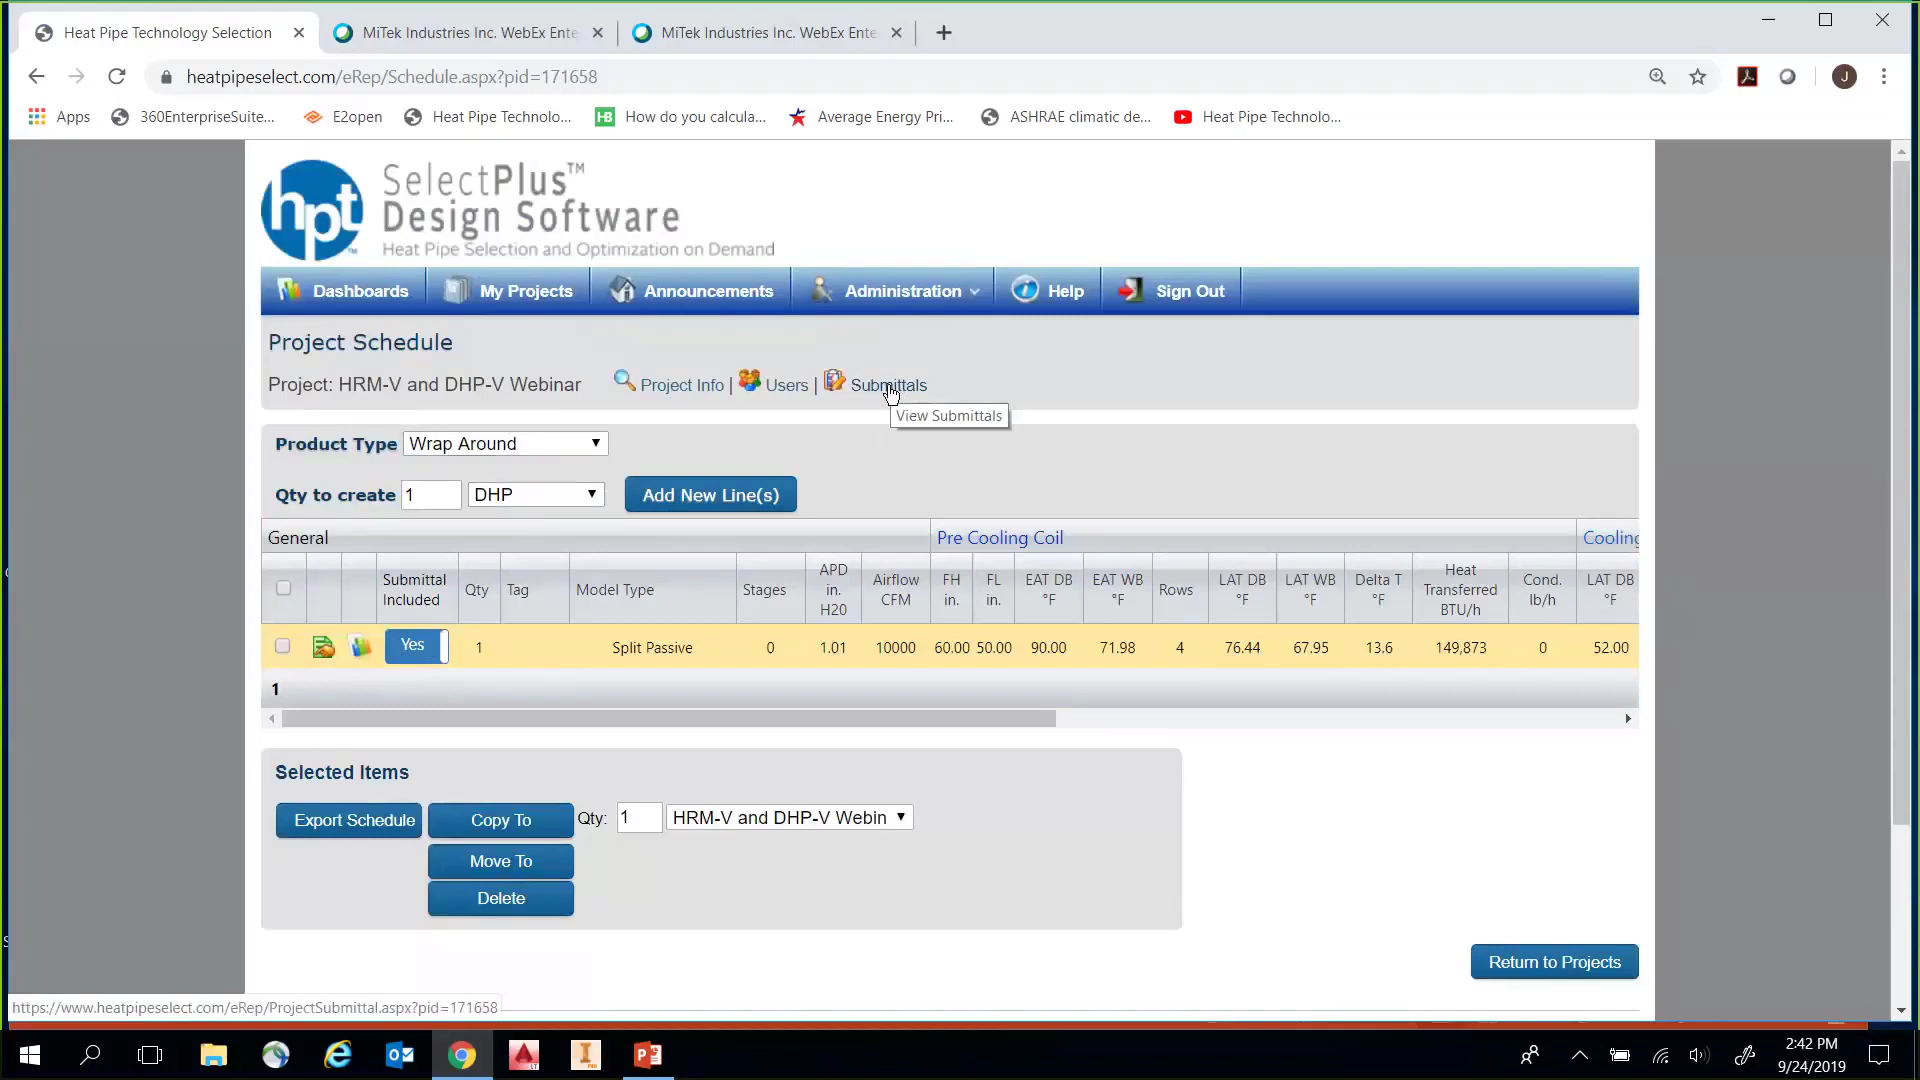 Heat Pipe Technology Selection
MiTek Industries Inc. WebEx Ente
MiTek Industries Inc. WebEx Ente
heatpipeselect.com/eRep/Schedule.aspx?pid=171658
J
Apps
360EnterpriseSuite...
E2open
Heat Pipe Technolo...
HB
How do you calcula...
Average Energy Pri...
ASHRAE climatic de...
Heat Pipe Technolo...
hpt
SelectPlus™
Design Software
Heat Pipe Selection and Optimization on Demand
Dashboards
My Projects
Announcements
Administration
Help
Sign Out
Project Schedule
Project: HRM-V and DHP-V Webinar
Project Info | Users | Submittals
View Submittals
Product Type Wrap Around
Qty to create 1 DHP Add New Line(s)
General Pre Cooling Coil Cooling
Submittal Included Qty Tag Model Type Stages APD in. H20 Airflow CFM FH in. FL in. EAT DB °F EAT WB °F Rows LAT DB °F LAT WB °F Delta T °F Heat Transferred BTU/h Cond. lb/h LAT DB °F
Yes 1 Split Passive 0 1.01 10000 60.00 50.00 90.00 71.98 4 76.44 67.95 13.6 149,873 0 52.00
1
Selected Items
Export Schedule Copy To Qty: 1 HRM-V and DHP-V Webin
Move To
Delete
Return to Projects
https://www.heatpipeselect.com/eRep/ProjectSubmittal.aspx?pid=171658
2:42 PM
9/24/2019